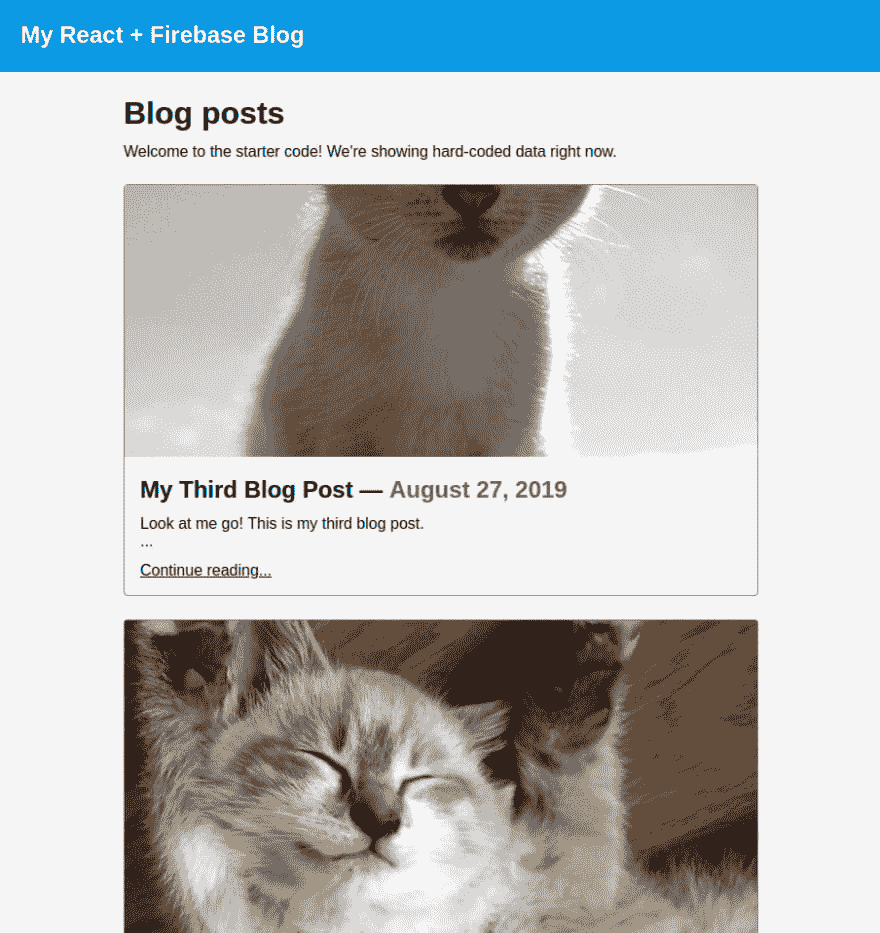 My React + Firebase Blog
Blog posts
Welcome to the starter code! We're showing hard-coded data right now.
My Third Blog Post — August 27, 2019
Look at me go! This is my third blog post.
...
Continue reading...